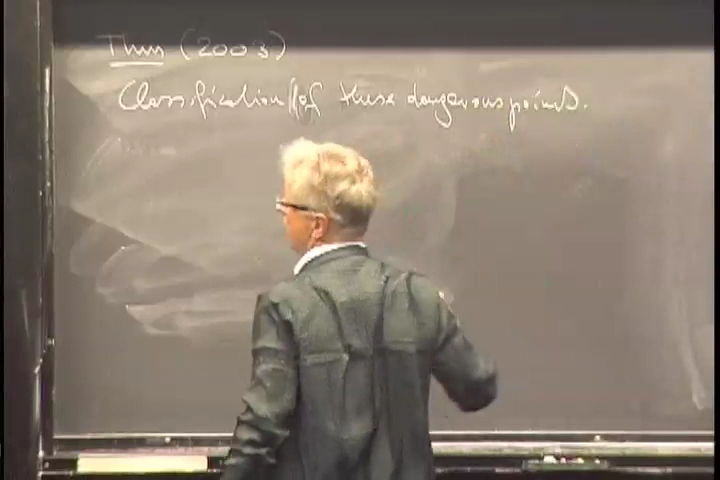 Thm (2003)
Classification of these dangerous points.